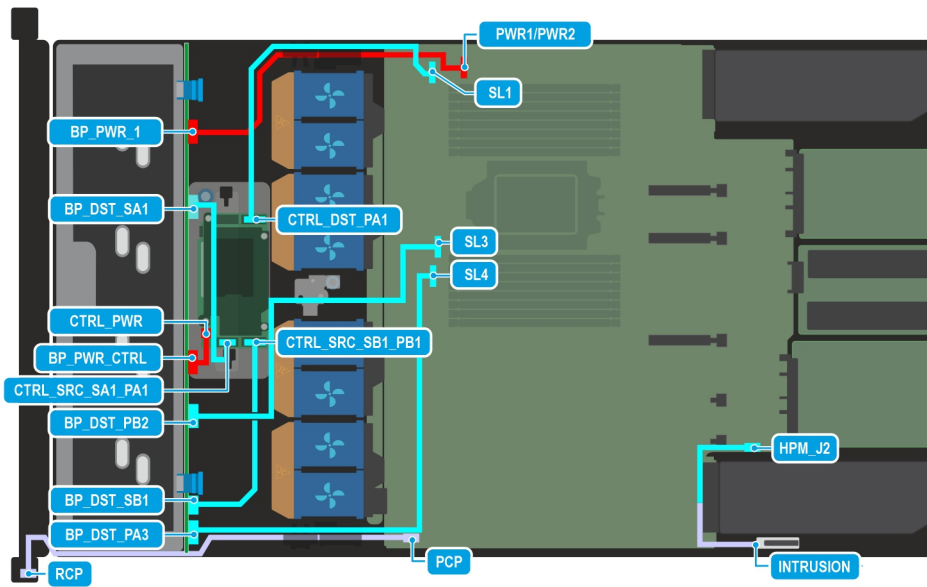 PWR1/PWR2
SL1
BP_PWR_1
BP_DST_SA1
CTRL_DST_PA1
SL3
SL4
CTRL_PWR
CTRL_SRC_SB1_PB1
BP_PWR_CTRL
CTRL_SRC_SA1_PA1
BP_DST_PB2
HPM_J2
BP_DST_SB1
BP_DST_PA3
PCP
INTRUSION
RCP